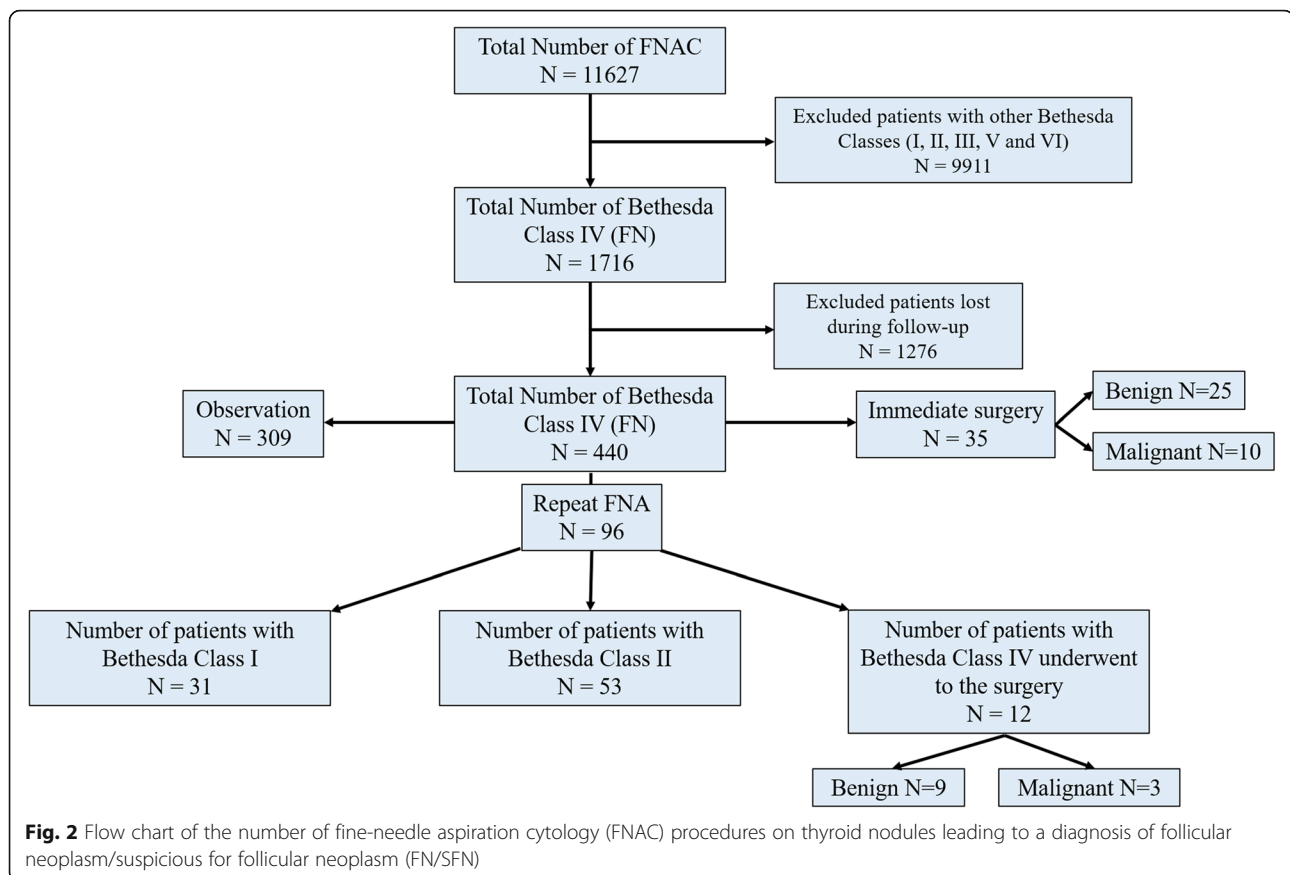 Total Number of FNAC
N = 11627
Excluded patients with other Bethesda
Classes (I, II, III, V and VI)
N = 9911
Total Number of Bethesda
Class IV (FN)
N = 1716
Excluded patients lost
during follow-up
N = 1276
Observation
N = 309
Total Number of Bethesda
Class IV (FN)
N = 440
Immediate surgery
N = 35
Benign N=25
Malignant N=10
Repeat FNA
N = 96
Number of patients with
Bethesda Class I
N = 31
Number of patients with
Bethesda Class II
N = 53
Number of patients with
Bethesda Class IV underwent
to the surgery
N = 12
Benign N=9
Malignant N=3
Fig. 2 Flow chart of the number of fine-needle aspiration cytology (FNAC) procedures on thyroid nodules leading to a diagnosis of follicular
neoplasm/suspicious for follicular neoplasm (FN/SFN)